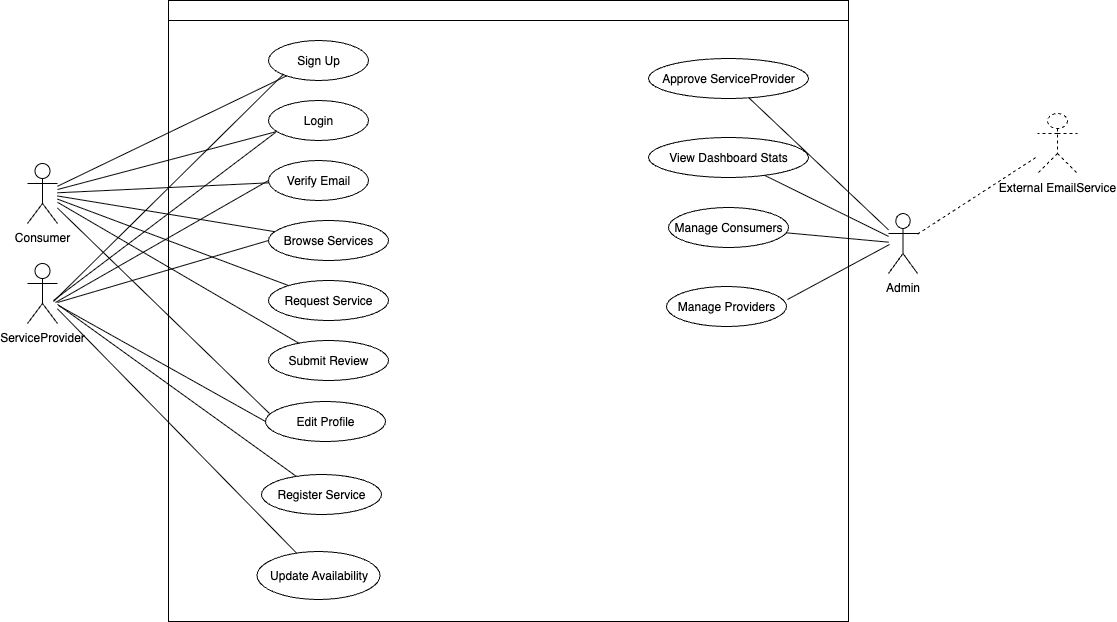 Sign Up
Login
Verify Email
Browse Services
Request Service
Submit Review
Edit Profile
Register Service
Update Availability
Consumer
ServiceProvider
Approve ServiceProvider
View Dashboard Stats
Manage Consumers
Manage Providers
Admin
External EmailService